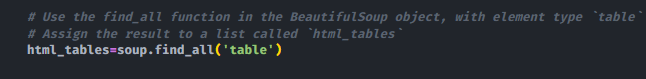 # Use the find_all function in the BeautifulSoup object, with element type `table`
# Assign the result to a list called `html_tables`
html_tables=soup.find_all('table')